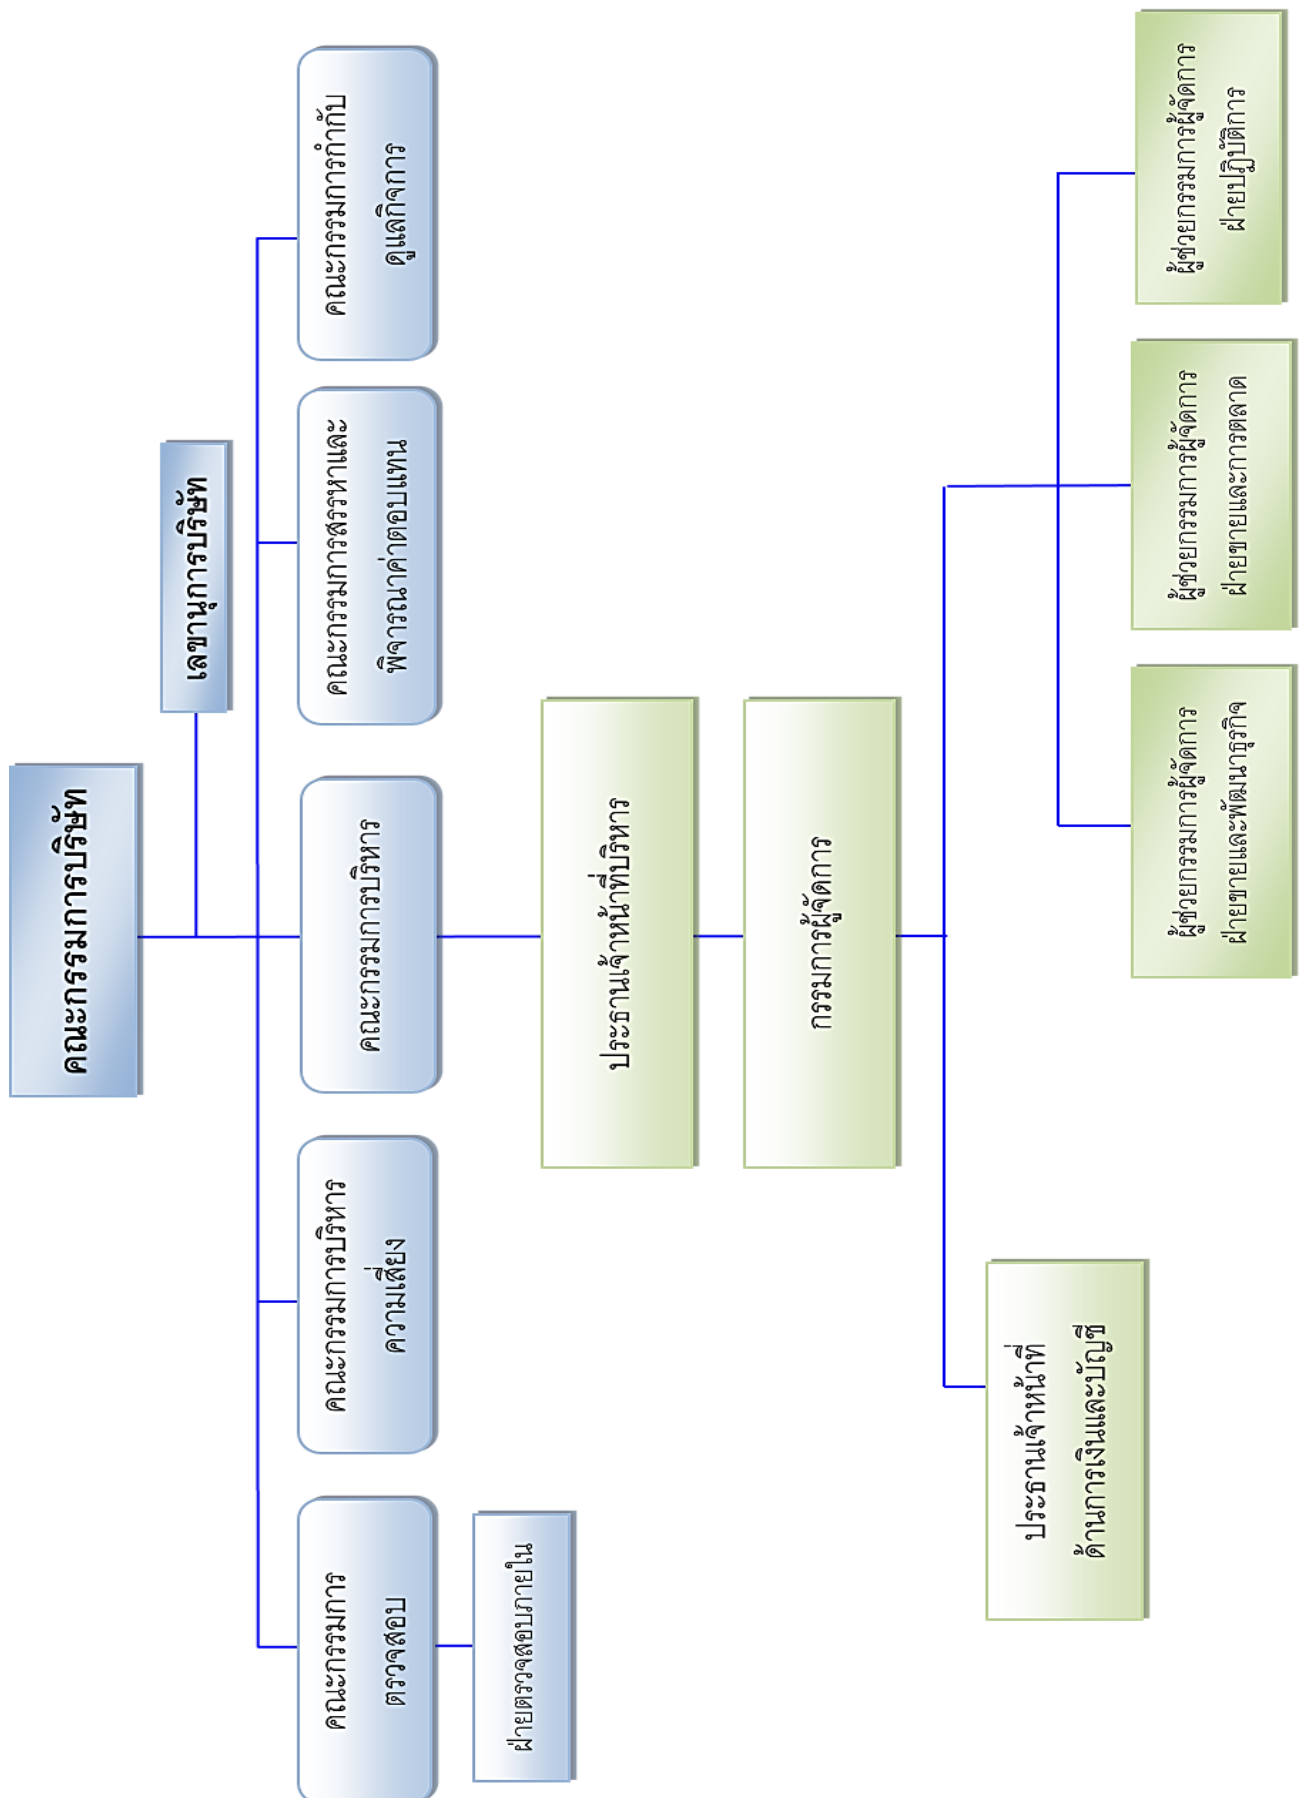 คณะกรรมการบริษัท
เลขานุการบริษัท
คณะกรรมการ
ตรวจสอบ
คณะกรรมการบริหาร
ความเสี่ยง
คณะกรรมการบริหาร
คณะกรรมการสรรหาและ
พิจารณาค่าตอบแทน
คณะกรรมการกำกับ
ดูแลกิจการ
ฝ่ายตรวจสอบภายใน
ประธานเจ้าหน้าที่บริหาร
กรรมการผู้จัดการ
ประธานเจ้าหน้าที่
ด้านการเงินและบัญชี
ผู้ช่วยกรรมการผู้จัดการ
ฝ่ายขายและพัฒนาธุรกิจ
ผู้ช่วยกรรมการผู้จัดการ
ฝ่ายขายและการตลาด
ผู้ช่วยกรรมการผู้จัดการ
ฝ่ายปฏิบัติการ